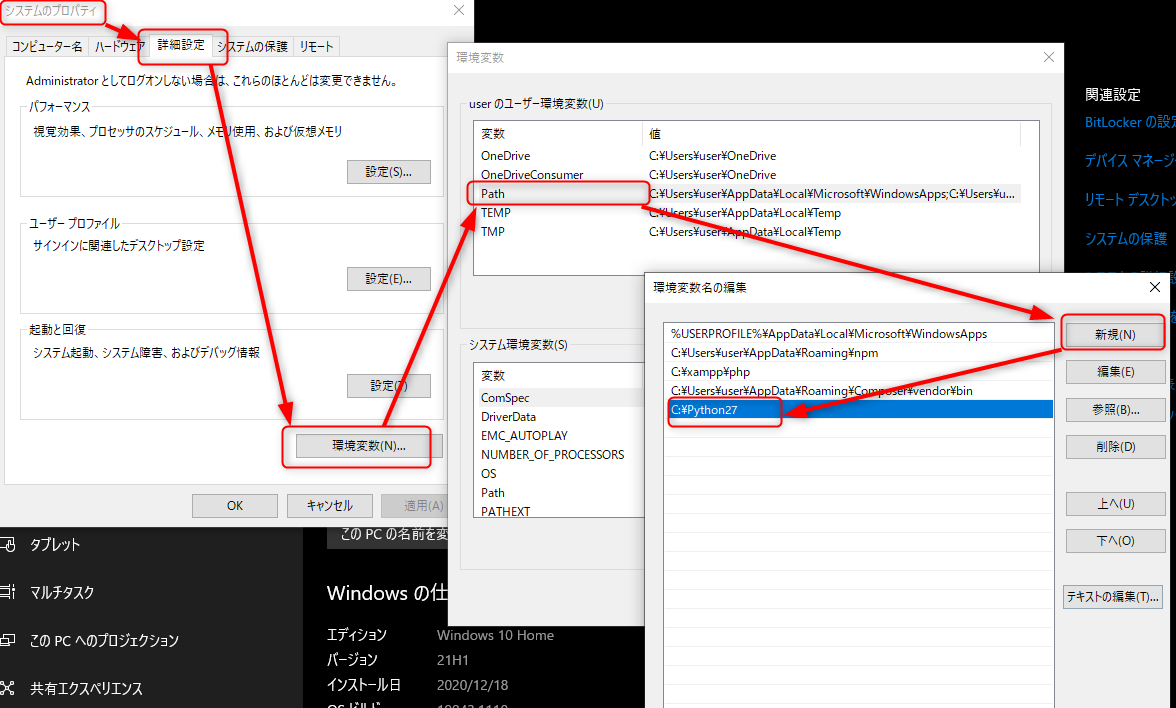 システムのプロパティ
コンピューター名
ハードウェア
詳細設定
システムの保護
リモート
Administrator としてログオンしない場合は、これらのほとんどは変更できません。
パフォーマンス
視覚効果、プロセッサのスケジュール、メモリ使用、および仮想メモリ
設定(S)...
ユーザー プロファイル
サインインに関連したデスクトップ設定
設定(E)...
起動と回復
システム起動、システム障害、およびデバッグ情報
環境変数(N)...
OK
キャンセル
適用(A)
環境変数
user のユーザー環境変数(U)
変数
値
OneDrive
C:¥Users¥user¥OneDrive
OneDriveConsumer
C:¥Users¥user¥OneDrive
Path
C:¥Users¥user¥AppData¥Local¥Microsoft¥WindowsApps;C:¥Users¥u...
TEMP
C:¥Users¥user¥AppData¥Local¥Temp
TMP
C:¥Users¥user¥AppData¥Local¥Temp
システム環境変数(S)
変数
ComSpec
DriverData
EMC_AUTOPLAY
NUMBER_OF_PROCESSORS
OS
Path
PATHEXT
環境変数名の編集
%USERPROFILE%¥AppData¥Local¥Microsoft¥WindowsApps
C:¥Users¥user¥AppData¥Roaming¥npm
C:¥xampp¥php
C:¥Users¥user¥AppData¥Roaming¥Composer¥vendor¥bin
C:¥Python27
新規(N)
編集(E)
参照(B)...
削除(D)
上へ(U)
下へ(O)
テキストの編集(T)...
関連設定
BitLocker の設定
デバイス マネージ
リモート デスクトッ
システムの保護
タブレット
マルチタスク
この PC へのプロジェクション
共有エクスペリエンス
この PC の名前を変
Windows の仕
エディション
Windows 10 Home
バージョン
21H1
インストール日
2020/12/18